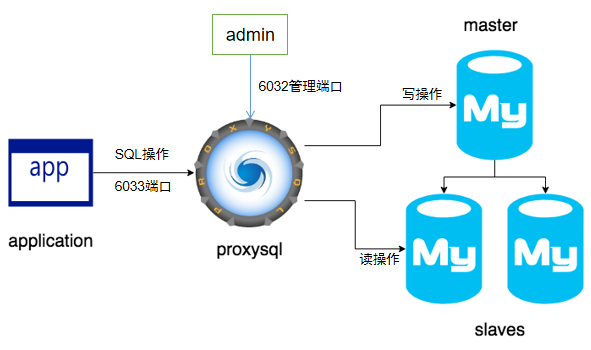 master
admin
6032管理端口
写操作
My
app
SQL操作
6033端口
PROXYSQL
application
proxysql
读操作
My
My
slaves